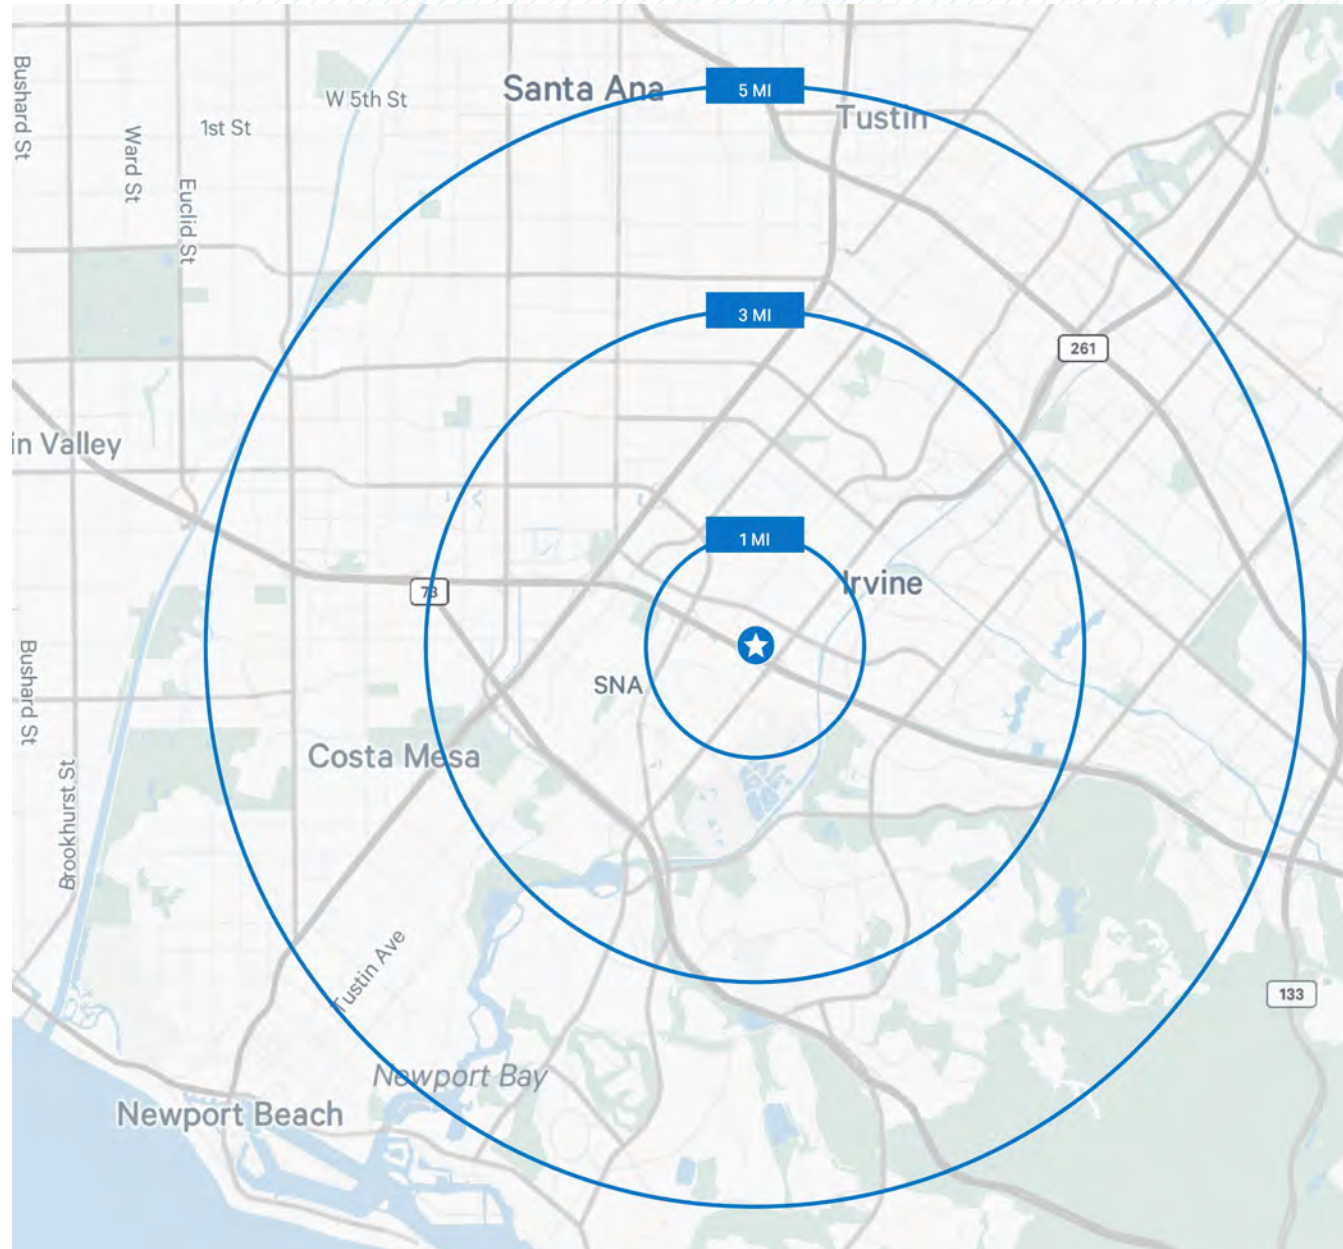 Santa Ana
5 MI
W 5th St
Tustin
1st St
Bushard St
Ward St
Euclid St
3 MI
261
in Valley
1 MI
Irvine
73
SNA
Bushard St
Costa Mesa
Brookhurst St
Tustin Ave
133
Newport Bay
Newport Beach